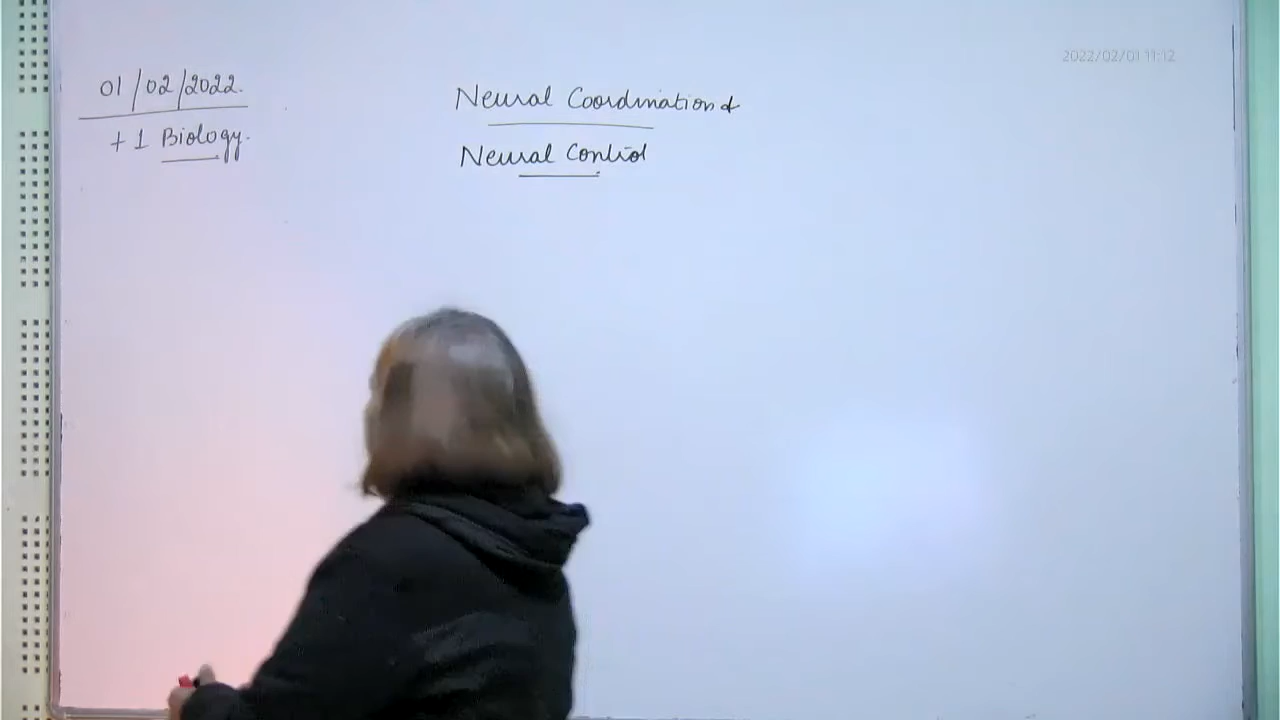 2022/02/01 11:12
01/02/2022.
+1 Biology.
Neural Coordination &
Neural Control